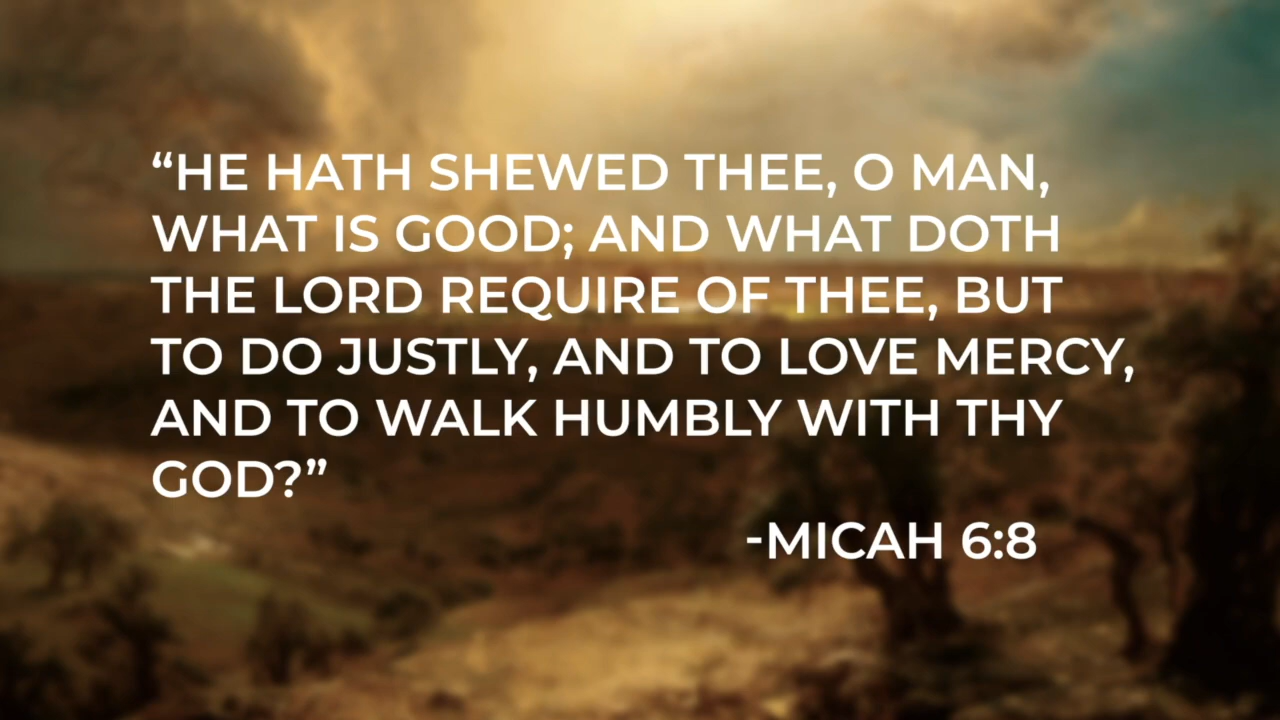 “HE HATH SHEWED THEE, O MAN,
WHAT IS GOOD; AND WHAT DOTH
THE LORD REQUIRE OF THEE, BUT
TO DO JUSTLY, AND TO LOVE MERCY,
AND TO WALK HUMBLY WITH THY
GOD?”
-MICAH 6:8